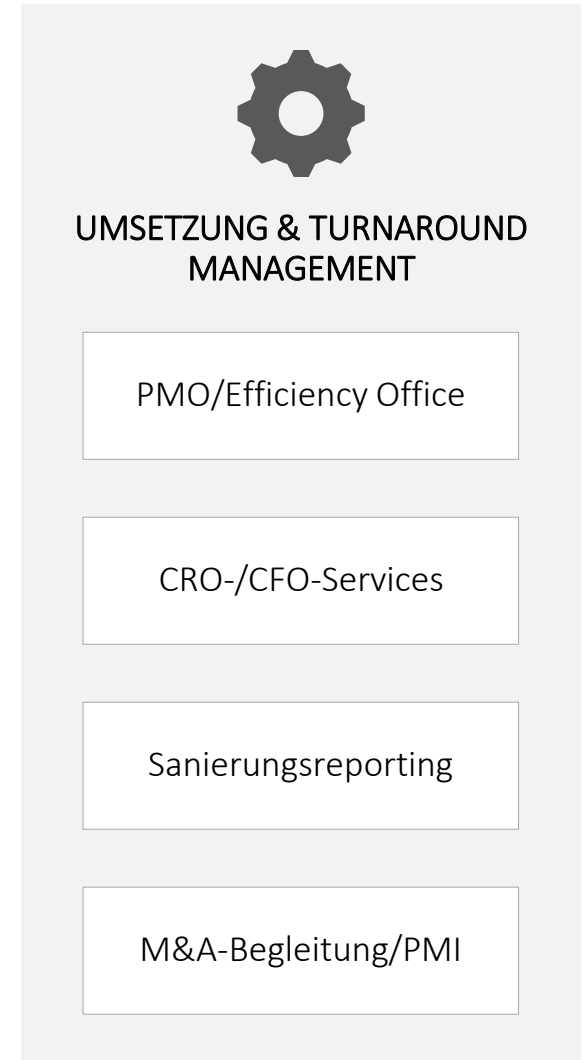 UMSETZUNG & TURNAROUND
MANAGEMENT
PMO/Efficiency Office
CRO-/CFO-Services
Sanierungsreporting
M&A-Begleitung/PMI